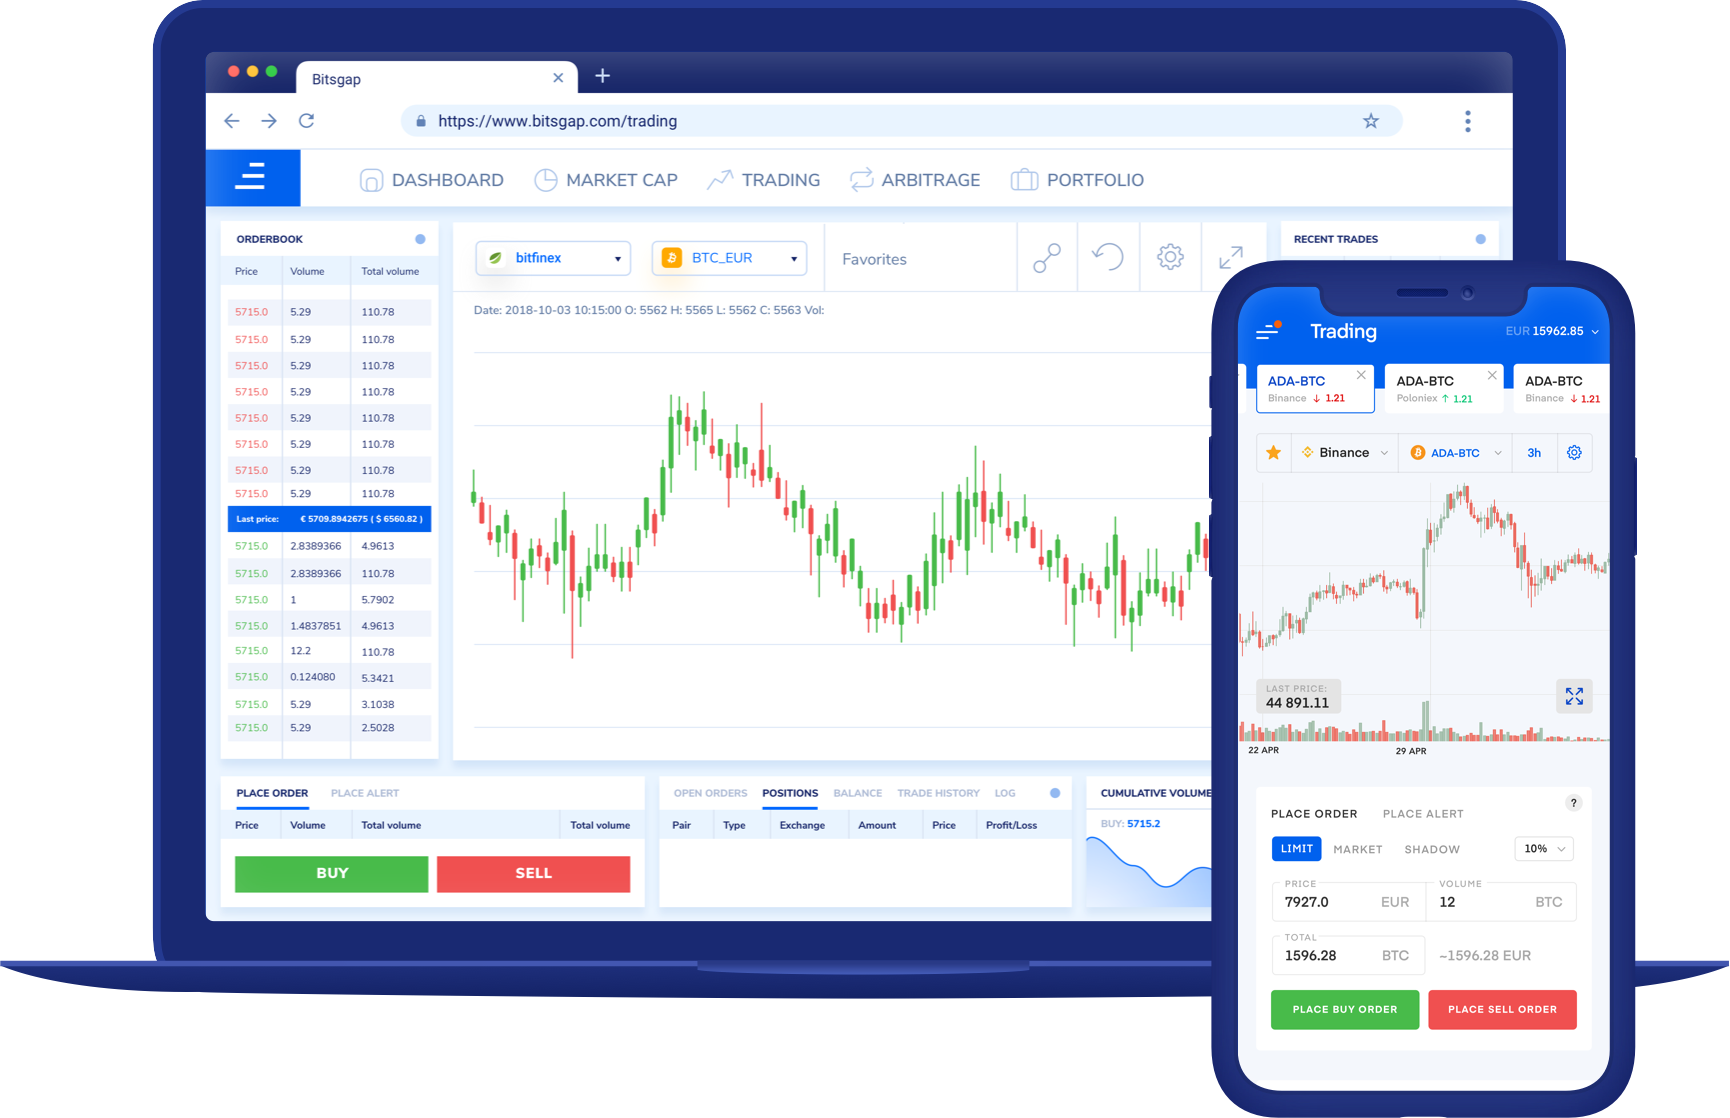 Bitsgap
https://www.bitsgap.com/trading
DASHBOARD MARKET CAP TRADING ARBITRAGE PORTFOLIO
ORDERBOOK
Price Volume Total volume
5715.0 5.29 110.78
5715.0 5.29 110.78
5715.0 5.29 110.78
5715.0 5.29 110.78
5715.0 5.29 110.78
5715.0 5.29 110.78
5715.0 5.29 110.78
5715.0 5.29 110.78
Last price: € 5709.8942675 ( $ 6560.82 )
5715.0 2.8389366 4.9613
5715.0 2.8389366 110.78
5715.0 1 5.7902
5715.0 1.4837851 4.9613
5715.0 12.2 110.78
5715.0 0.124080 5.3421
5715.0 5.29 3.1038
5715.0 5.29 2.5028
bitfinex BTC_EUR Favorites
Date: 2018-10-03 10:15:00 O: 5562 H: 5565 L: 5562 C: 5563 Vol:
RECENT TRADES
PLACE ORDER PLACE ALERT
Price Volume Total volume Total volume
BUY SELL
OPEN ORDERS POSITIONS BALANCE TRADE HISTORY LOG
Pair Type Exchange Amount Price Profit/Loss
CUMULATIVE VOLUME
BUY: 5715.2
Trading EUR 15962.85
ADA-BTC ADA-BTC ADA-BTC
Binance ↓ 1.21 Poloniex ↑ 1.21 Binance ↓ 1.21
Binance ADA-BTC 3h
LAST PRICE:
44 891.11
22 APR 29 APR
?
PLACE ORDER PLACE ALERT
LIMIT MARKET SHADOW 10%
PRICE VOLUME
7927.0 EUR 12 BTC
TOTAL
1596.28 BTC ~1596.28 EUR
PLACE BUY ORDER PLACE SELL ORDER